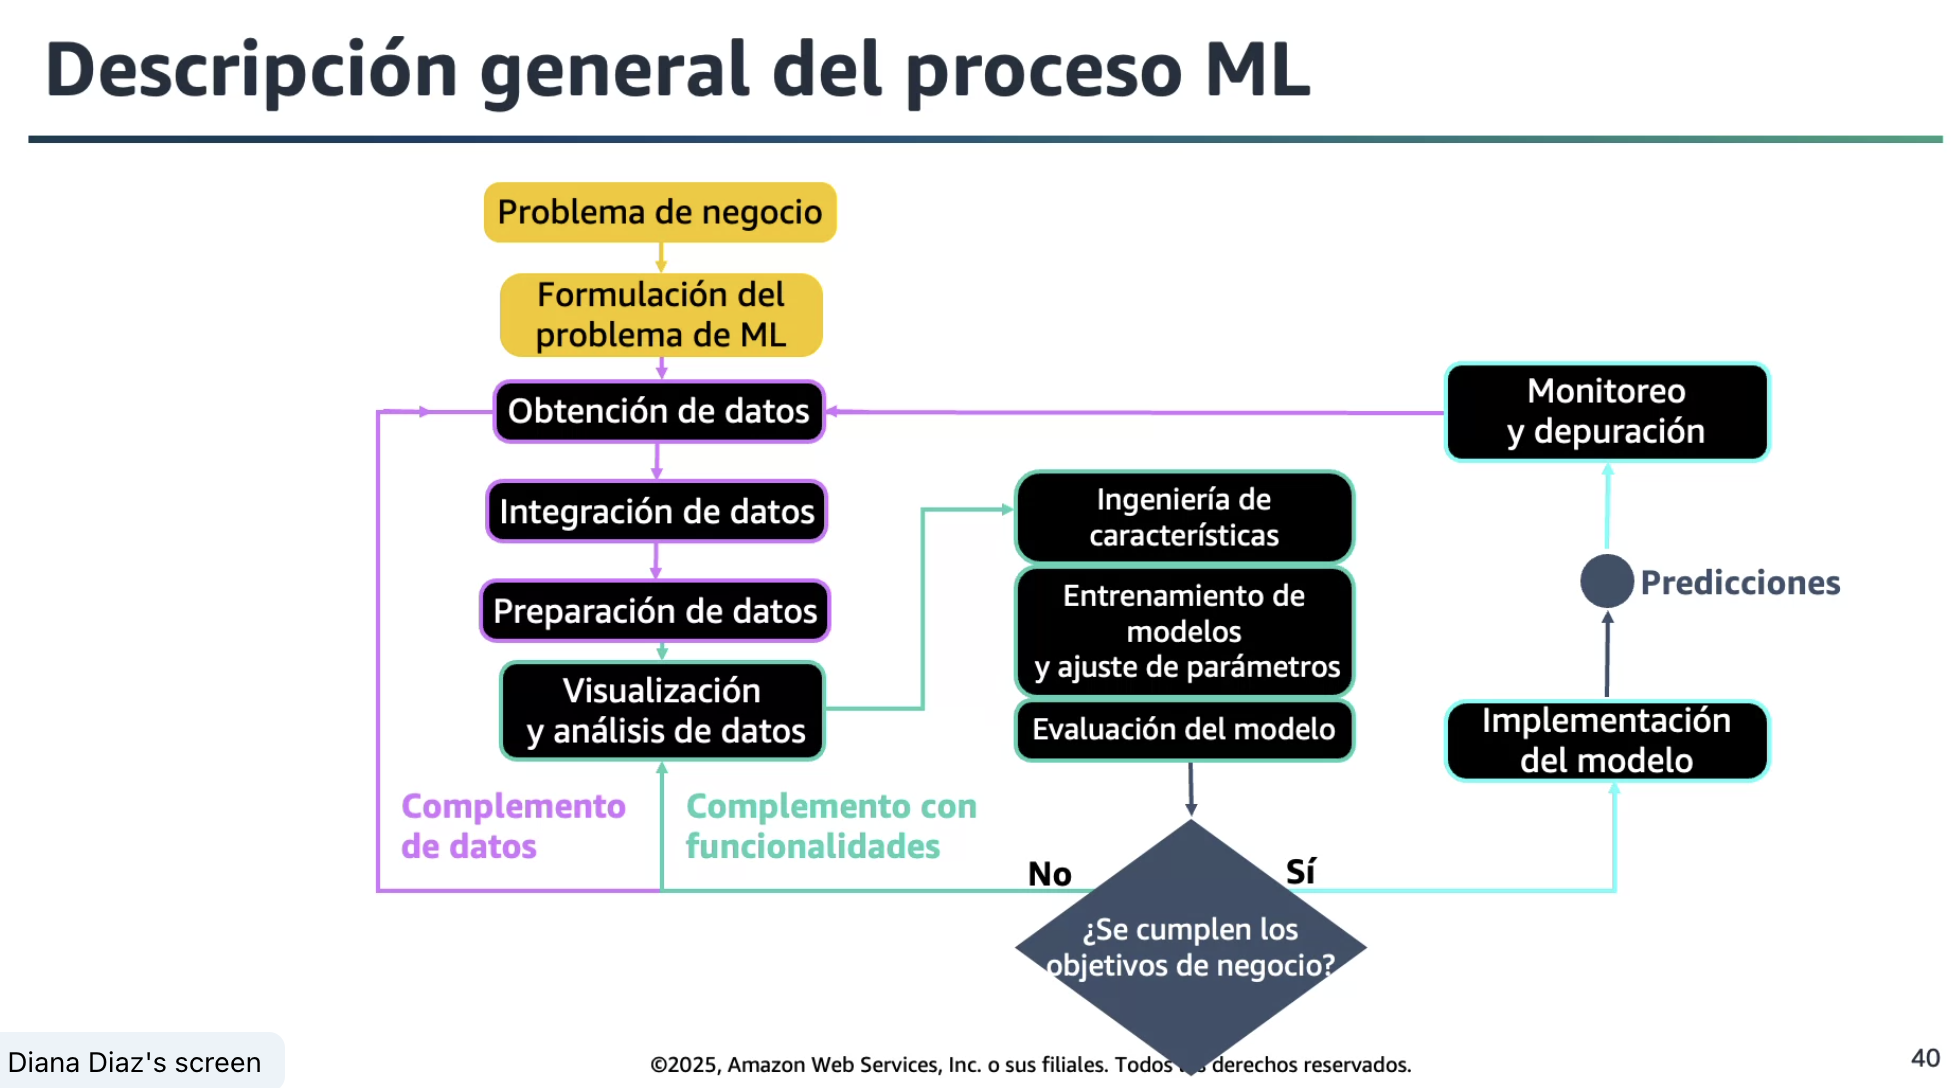 Descripción general del proceso ML
Problema de negocio
Formulación del
problema de ML
Obtención de datos
Integración de datos
Preparación de datos
Visualización
y análisis de datos
Complemento
de datos
Complemento con
funcionalidades
Ingeniería de
características
Entrenamiento de
modelos
y ajuste de parámetros
Evaluación del modelo
No
Sí
¿Se cumplen los
objetivos de negocio?
Monitoreo
y depuración
Predicciones
Implementación
del modelo
Diana Diaz's screen
©2025, Amazon Web Services, Inc. o sus filiales. Todos derechos reservados.
40